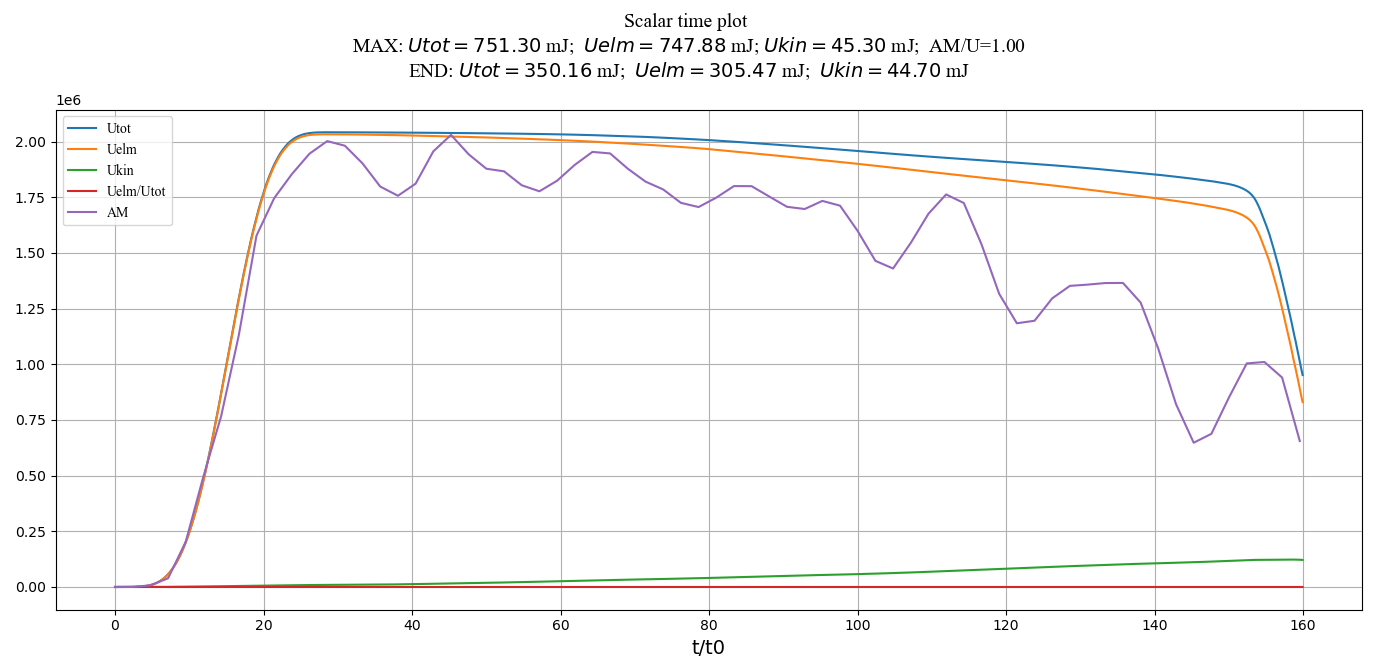 Scalar time plot
MAX: Utot = 751.30 mJ; Uelm = 747.88 mJ; Ukin = 45.30 mJ; AM/U=1.00
END: Utot = 350.16 mJ; Uelm = 305.47 mJ; Ukin = 44.70 mJ
1e6
Utot
Uelm
Ukin
Uelm/Utot
AM
2.00
1.75
1.50
1.25
1.00
0.75
0.50
0.25
0.00
0 20 40 60 80 100 120 140 160
t/t0